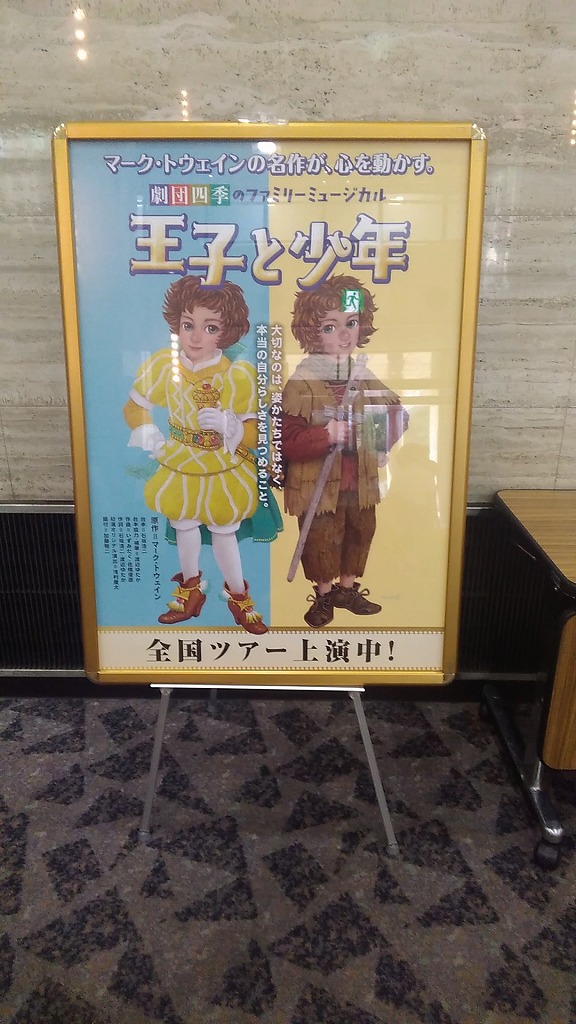 マーク・トウェインの名作が、心を動かす。
劇団四季のファミリーミュージカル
王子と少年
大切なのは、姿かたちではなく、
本当の自分らしさを見つめること。
原作=マーク・トウェイン
全国ツアー上演中!